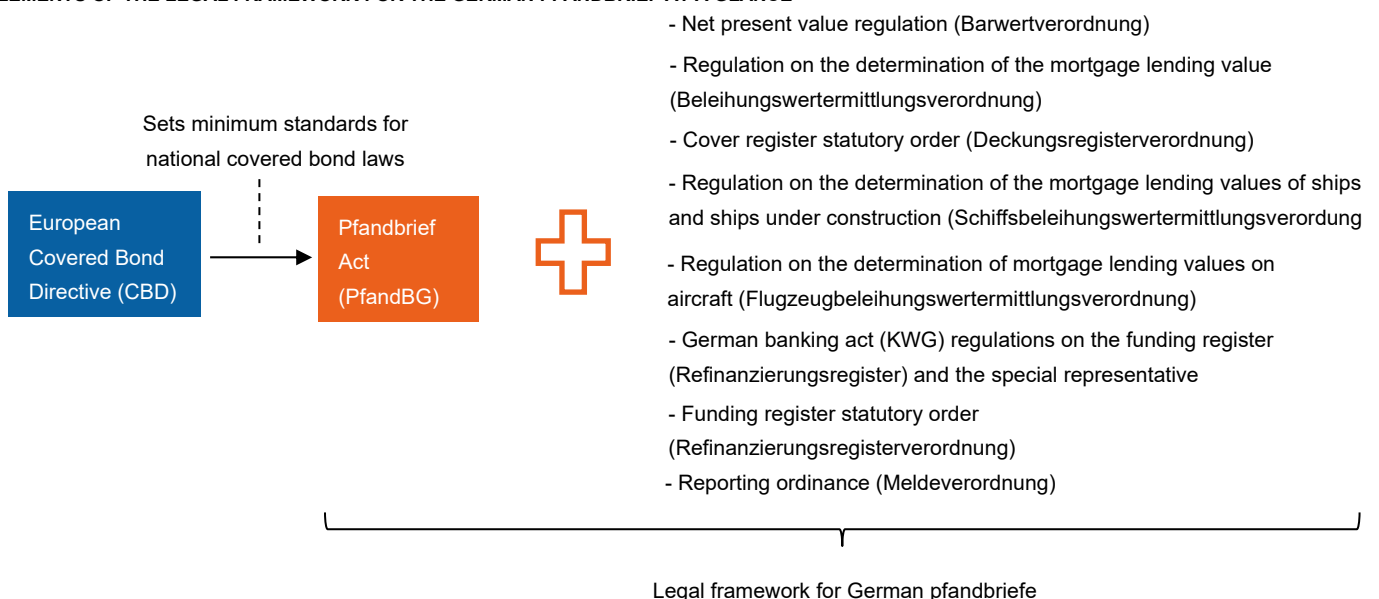 - Net present value regulation (Barwertverordnung)
- Regulation on the determination of the mortgage lending value
(Beleihungswertermittlungsverordnung)
- Cover register statutory order (Deckungsregisterverordnung)
- Regulation on the determination of the mortgage lending values of ships
and ships under construction (Schiffsbeleihungswertermittlungsverordung
- Regulation on the determination of mortgage lending values on
aircraft (Flugzeugbeleihungswertermittlungsverordnung)
- German banking act (KWG) regulations on the funding register
(Refinanzierungsregister) and the special representative
- Funding register statutory order
(Refinanzierungsregisterverordnung)
- Reporting ordinance (Meldeverordnung)
Sets minimum standards for
national covered bond laws
European
Covered Bond
Directive (CBD)
Pfandbrief
Act
(PfandBG)
Legal framework for German pfandbriefe